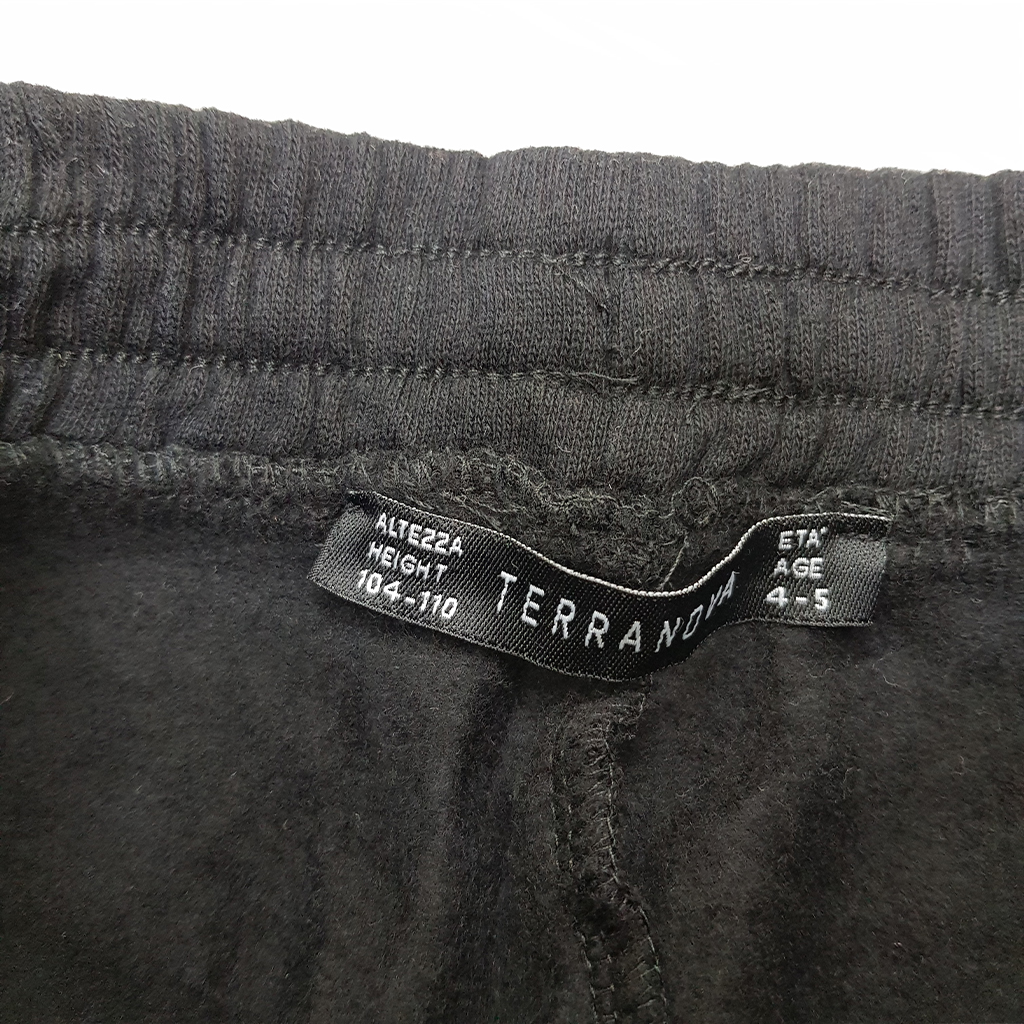 ALTEZZA
HEIGHT
104-110
TERRANOVA
ETA'
AGE
4-5